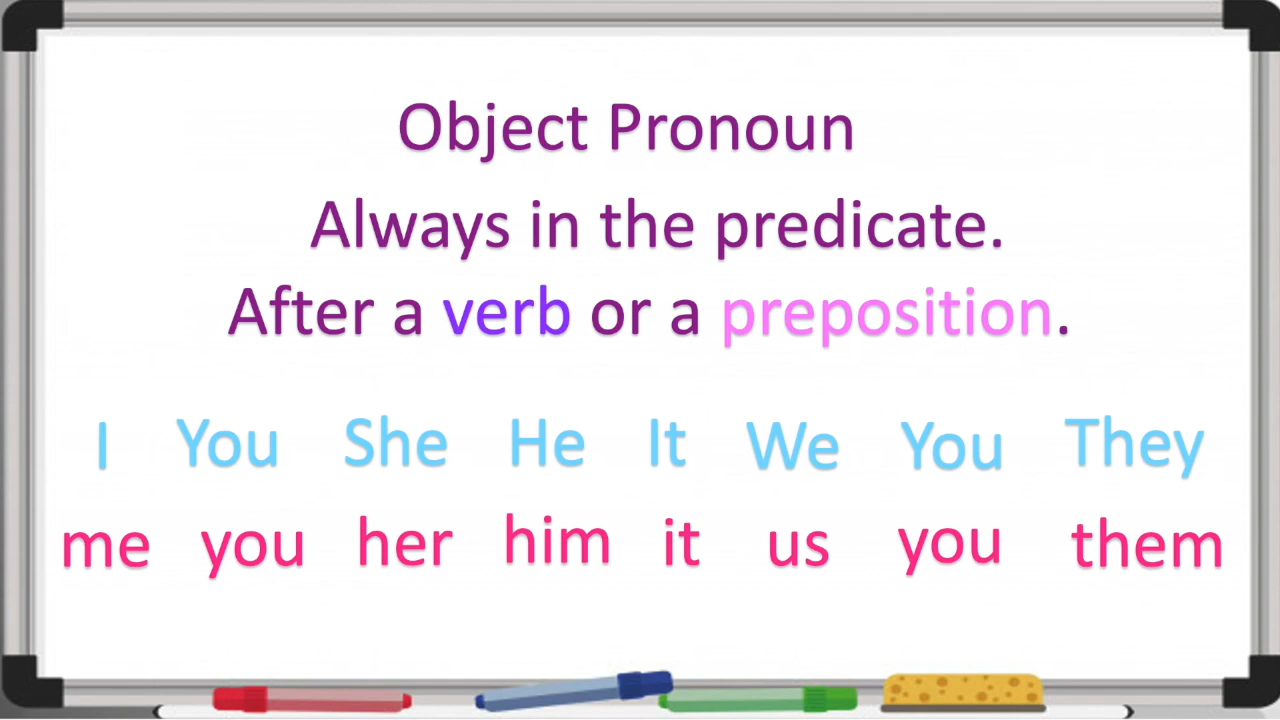 Object Pronoun
Always in the predicate.
After a verb or a preposition.
I You She He It We You They
me you her him it us you them